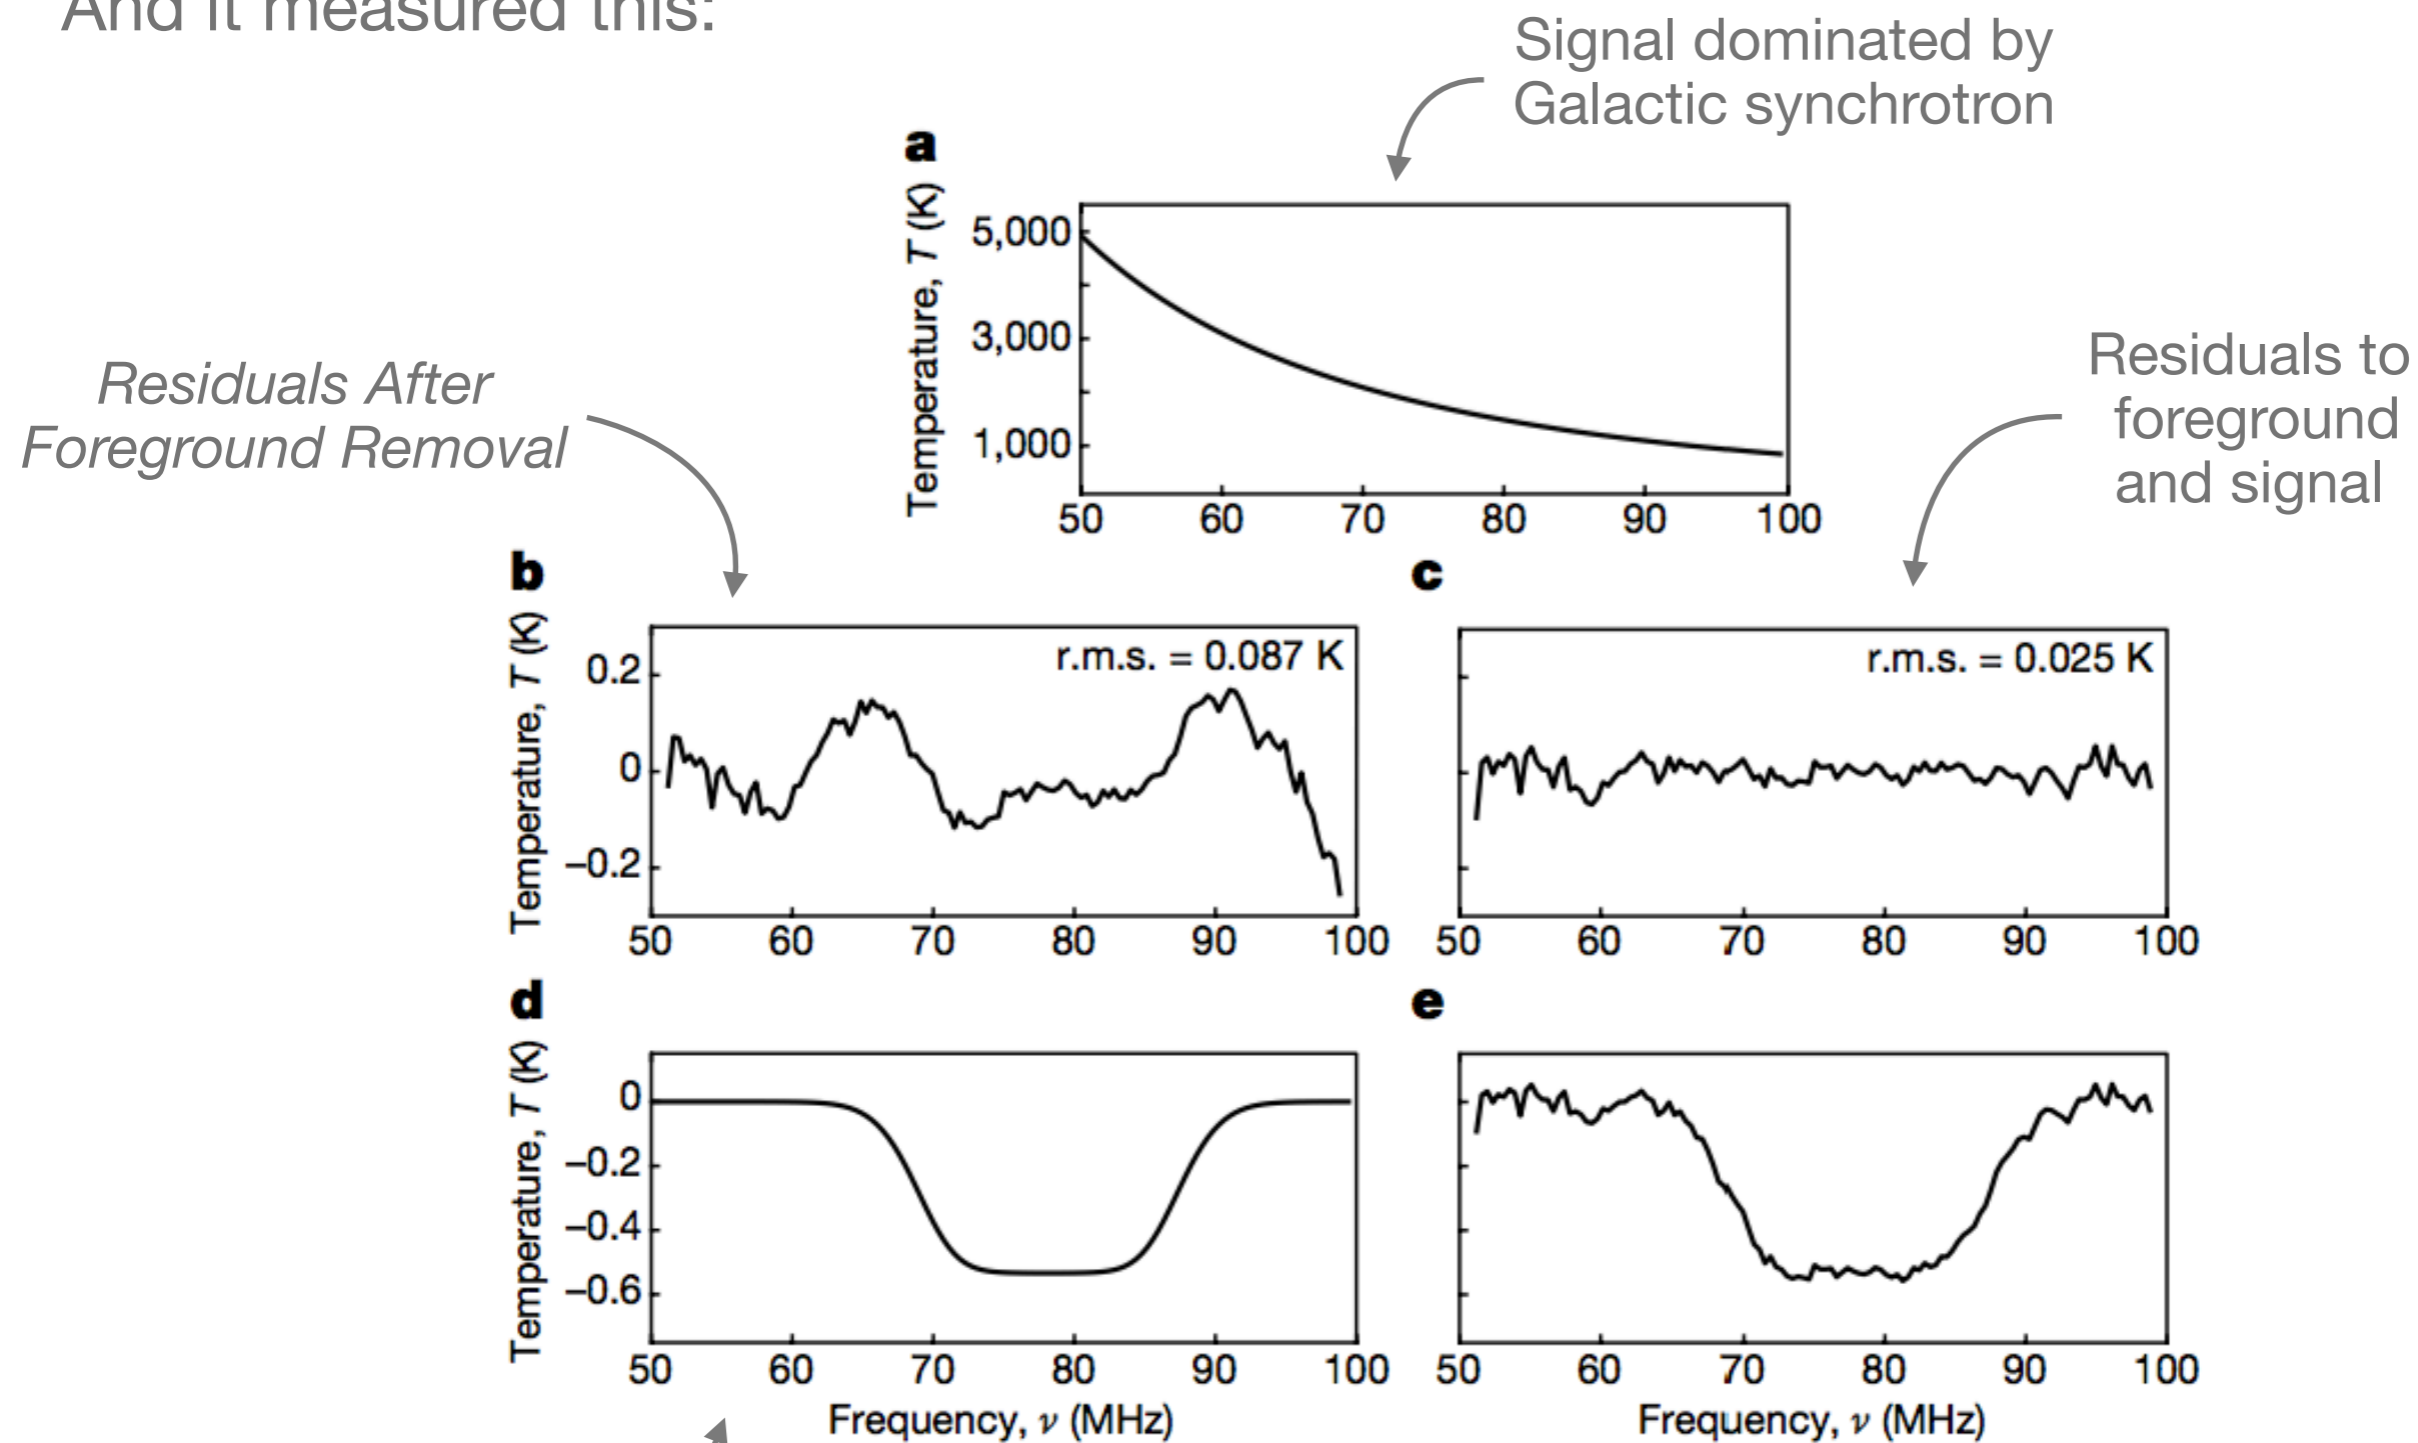 And it measured this:
Signal dominated by
Galactic synchrotron
a
Temperature, T (K)
5,000
3,000
1,000
50 60 70 80 90 100
Residuals After
Foreground Removal
Residuals to
foreground
and signal
b
Temperature, T (K)
r.m.s. = 0.087 K
0.2
0
−0.2
50 60 70 80 90 100
c
r.m.s. = 0.025 K
50 60 70 80 90 100
d
Temperature, T (K)
0
−0.2
−0.4
−0.6
50 60 70 80 90 100
Frequency, ν (MHz)
e
50 60 70 80 90 100
Frequency, ν (MHz)